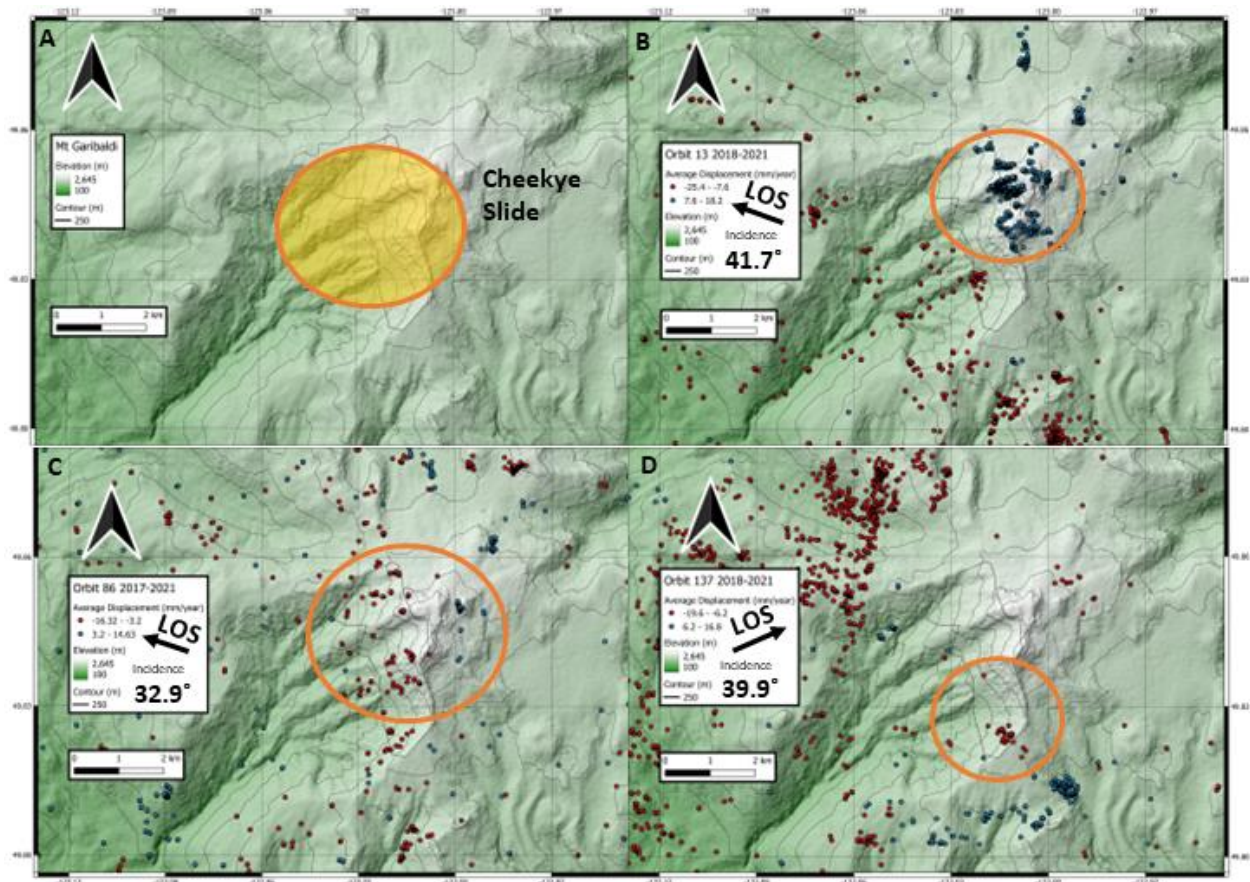 A
Mt Garibaldi
Elevation (m)
2,645
100
Contour (m)
250
0 1 2 km
Cheekye
Slide
B
Orbit 13 2018-2021
Average Displacement (mm/year)
-25.4 - -7.6
7.6 - 18.2
LOS
Elevation (m)
2,645
100
Incidence
41.7°
Contour (m)
250
0 1 2 km
C
Orbit 86 2017-2021
Average Displacement (mm/year)
-16.32 - -3.2
3.2 - 14.63
LOS
Elevation (m)
2,645
100
Incidence
32.9°
Contour (m)
250
0 1 2 km
D
Orbit 137 2018-2021
Average Displacement (mm/year)
-19.6 - -6.2
6.2 - 16.8
LOS
Elevation (m)
2,645
100
Incidence
39.9°
Contour (m)
250
0 1 2 km